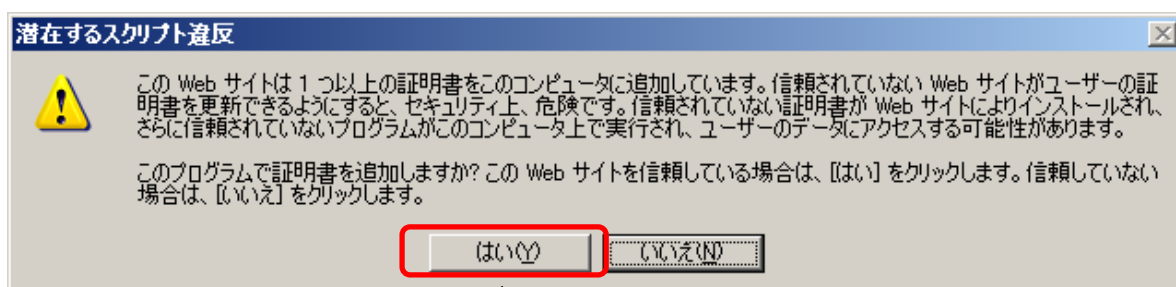 潜在するスクリプト違反
この Web サイトは 1 つ以上の証明書をこのコンピュータに追加しています。信頼されていない Web サイトがユーザーの証
明書を更新できるようにすると、セキュリティ上、危険です。信頼されていない証明書が Web サイトによりインストールされ、
さらに信頼されていないプログラムがこのコンピュータ上で実行され、ユーザーのデータにアクセスする可能性があります。
このプログラムで証明書を追加しますか? この Web サイトを信頼している場合は、[はい] をクリックします。信頼していない
場合は、[いいえ] をクリックします。
はい(Y) いいえ(N)